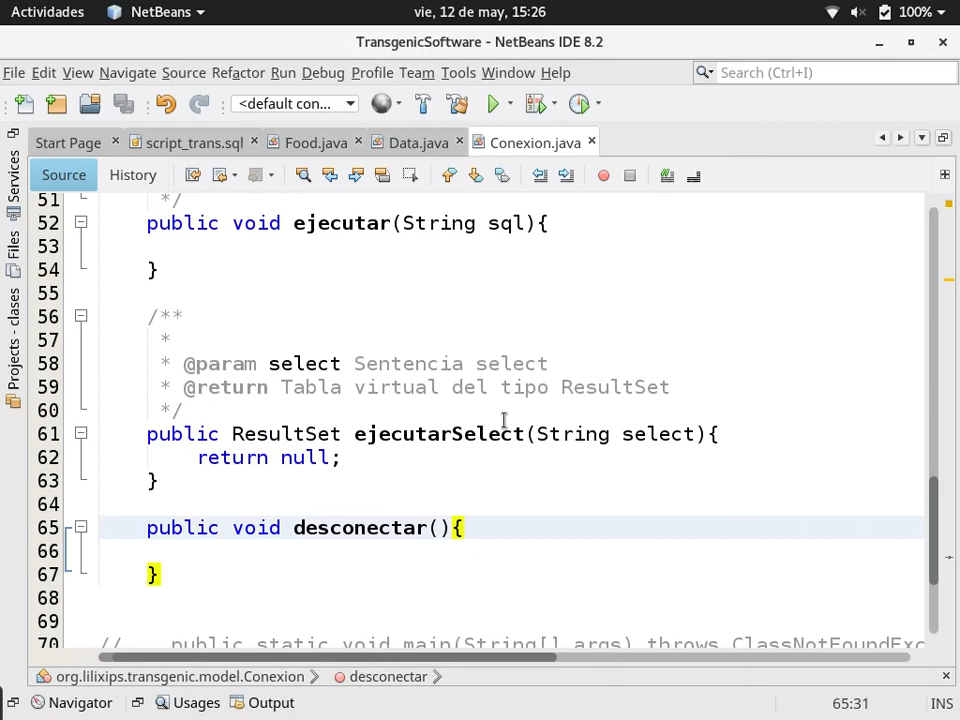 Actividades NetBeans vie, 12 de may, 15:26 100%
TransgenicSoftware - NetBeans IDE 8.2
File Edit View Navigate Source Refactor Run Debug Profile Team Tools Window Help Search (Ctrl+I)
<default con...
Start Page script_trans.sql Food.java Data.java Conexion.java
Source History
Services
Files
Projects - clases
51 */
52 public void ejecutar(String sql){
53
54 }
55
56 /**
57 *
58 * @param select Sentencia select
59 * @return Tabla virtual del tipo ResultSet
60 */
61 public ResultSet ejecutarSelect(String select){
62 return null;
63 }
64
65 public void desconectar(){
66
67 }
68
69
70 // public static void main(String[] args) throws ClassNotFoundExc
org.lilixips.transgenic.model.Conexion desconectar
Navigator Usages Output 65:31 INS